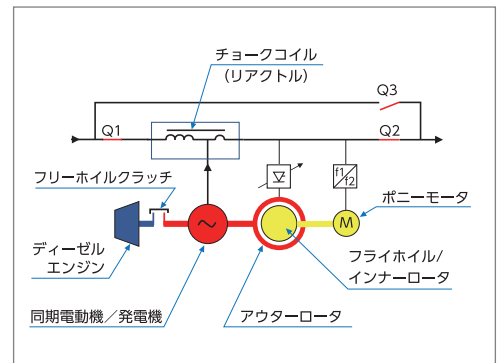 チョークコイル
(リアクトル)
Q3
Q1
Q2
フリーホイルクラッチ
f1
f2
ポニーモータ
M
ディーゼル
エンジン
フライホイル/
インナーロータ
同期電動機/発電機
アウターロータ